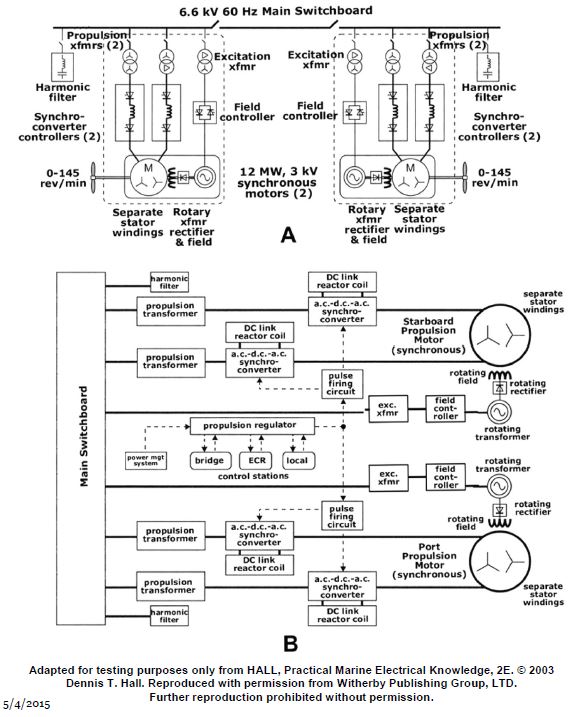 6.6 kV 60 Hz Main Switchboard
Propulsion
xfmrs (2)
Excitation
xfmr
Excitation
xfmr
Propulsion
xfmrs (2)
Harmonic
filter
Harmonic
filter
Synchro-
converter
controllers (2)
Field
controller
Field
controller
Synchro-
converter
controllers (2)
0-145
rev/min
M
12 MW, 3 kV
synchronous
motors (2)
M
0-145
rev/min
Separate
stator
windings
Rotary
xfmr
rectifier
& field
A
Rotary
xfmr
rectifier
& field
Separate
stator
windings
Main Switchboard
harmonic
filter
propulsion
transformer
DC link
reactor coil
a.c.-d.c.-a.c.
synchro-
converter
separate
stator
windings
Starboard
Propulsion
Motor
(synchronous)
DC link
reactor coil
propulsion
transformer
a.c.-d.c.-a.c.
synchro-
converter
pulse
firing
circuit
rotating
field
rotating
rectifier
exc.
xfmr
field
cont-
roller
rotating
transformer
propulsion regulator
power mgt
system
bridge
ECR
local
control stations
exc.
xfmr
field
cont-
roller
rotating
transformer
rotating
rectifier
rotating
field
pulse
firing
circuit
propulsion
transformer
a.c.-d.c.-a.c.
synchro-
converter
DC link
reactor coil
Port
Propulsion
Motor
(synchronous)
propulsion
transformer
a.c.-d.c.-a.c.
synchro-
converter
DC link
reactor coil
separate
stator
windings
harmonic
filter
B
Adapted for testing purposes only from HALL, Practical Marine Electrical Knowledge, 2E. © 2003
Dennis T. Hall. Reproduced with permission from Witherby Publishing Group, LTD.
Further reproduction prohibited without permission.
5/4/2015